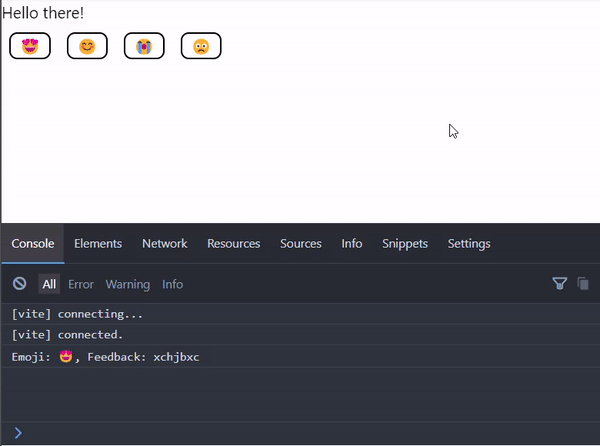 Hello there!
😍 😊 😭 🙁
Console Elements Network Resources Sources Info Snippets Settings
All Error Warning Info
[vite] connecting...
[vite] connected.
Emoji: 😍, Feedback: xchjbxc